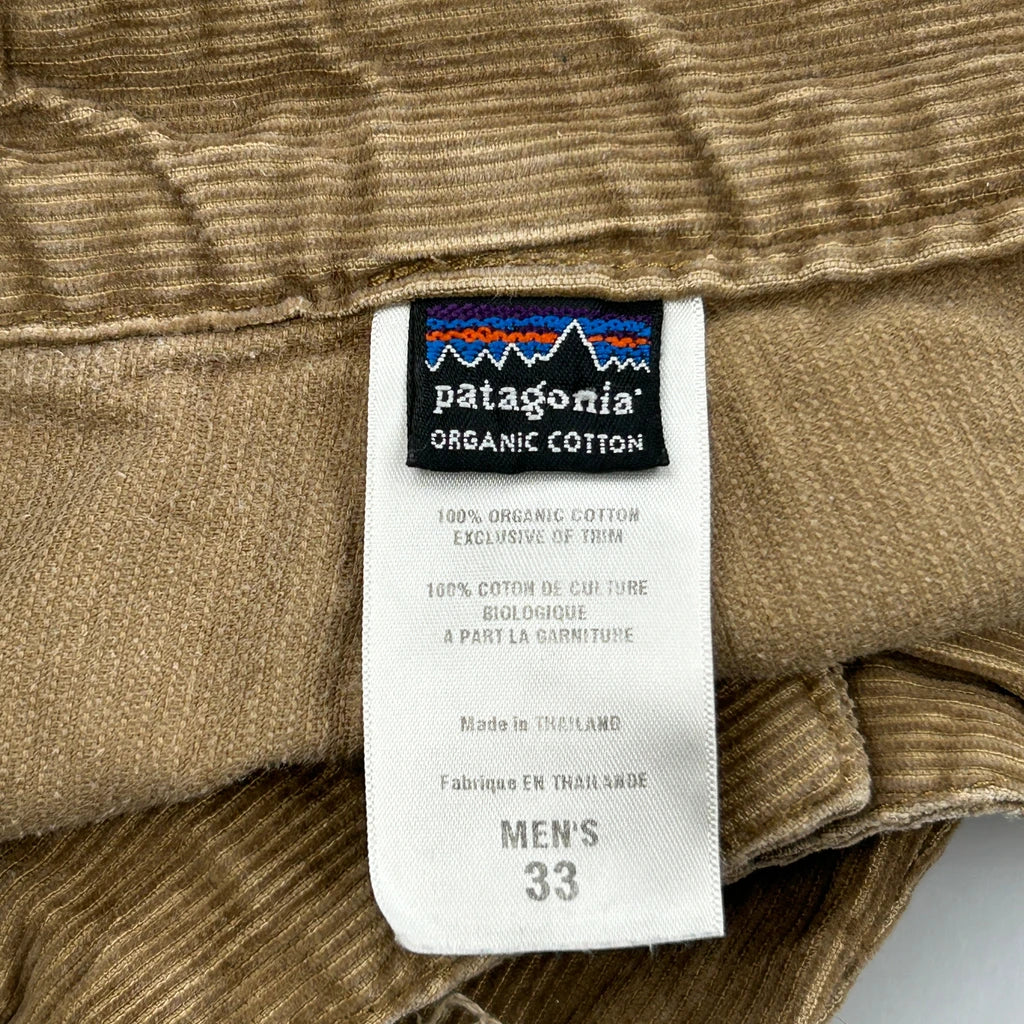 patagonia®
ORGANIC COTTON
100% ORGANIC COTTON
EXCLUSIVE OF TRIM
100% COTON DE CULTURE
BIOLOGIQUE
A PART LA GARNITURE
Made in THAILAND
Fabrique EN THAILANDE
MEN'S
33